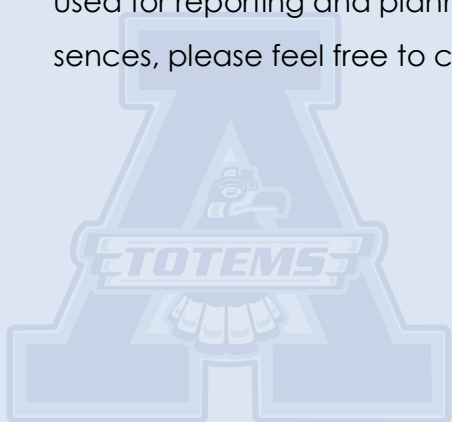 used for reporting and plann
sences, please feel free to c
TOTEMS